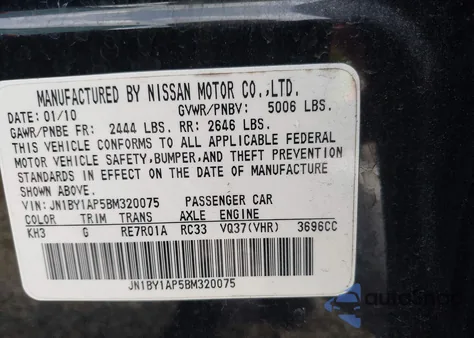 MANUFACTURED BY NISSAN MOTOR CO.,LTD.
DATE: 01/10 GVWR/PNBV: 5006 LBS.
GAWR/PNBE FR: 2444 LBS. RR: 2646 LBS.
THIS VEHICLE CONFORMS TO ALL APPLICABLE FEDERAL
MOTOR VEHICLE SAFETY,BUMPER,AND THEFT PREVENTION
STANDARDS IN EFFECT ON THE DATE OF MANUFACTURE
SHOWN ABOVE.
VIN: JN1BY1AP5BM320075 PASSENGER CAR
COLOR TRIM TRANS AXLE ENGINE
KH3 G RE7R01A RC33 VQ37(VHR) 3696CC
JN1BY1AP5BM320075